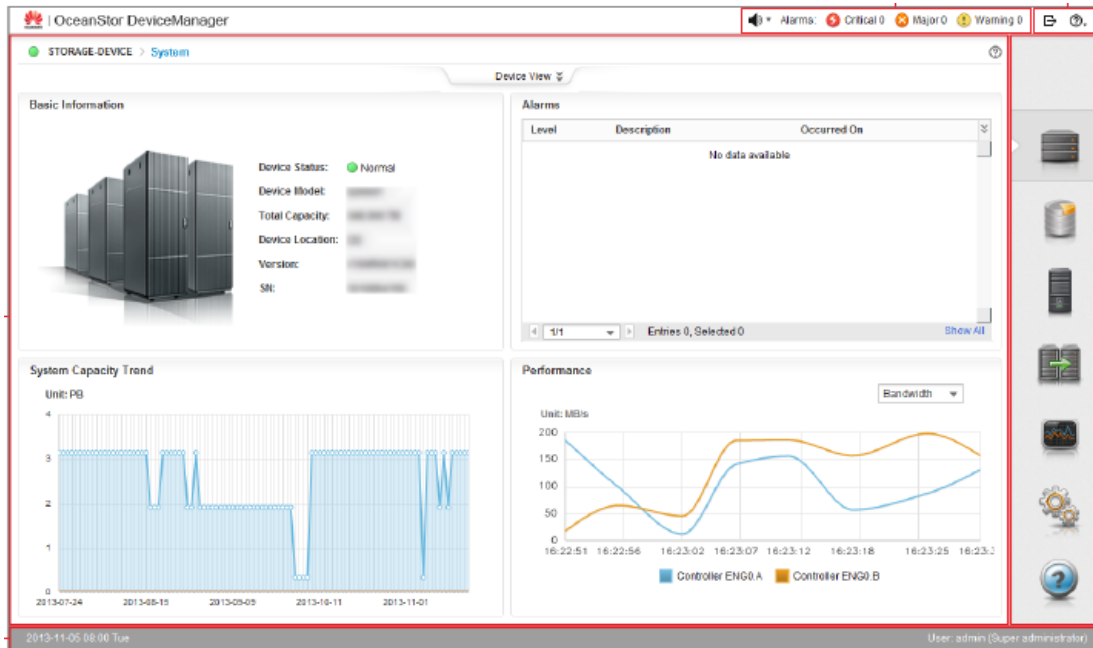 OceanStor DeviceManager
Alarms: Critical 0 Major 0 Warning 0
STORAGE-DEVICE > System
Device View
Basic Information
Device Status: Normal
Device Model:
Total Capacity:
Device Location:
Version:
SN:
Alarms
Level Description Occurred On
No data available
1/1 Entries 0, Selected 0 Show All
System Capacity Trend
Unit: PB
4
3
2
1
0
2013-07-24 2013-08-19 2013-09-09 2013-10-11 2013-11-01
Performance
Bandwidth
Unit: MB/s
200
150
100
50
0
16:22:51 16:22:56 16:23:02 16:23:07 16:23:12 16:23:18 16:23:25
Controller ENG0.A Controller ENG0.B
2013-11-05 08:00 Tue
User: admin (Super administrator)